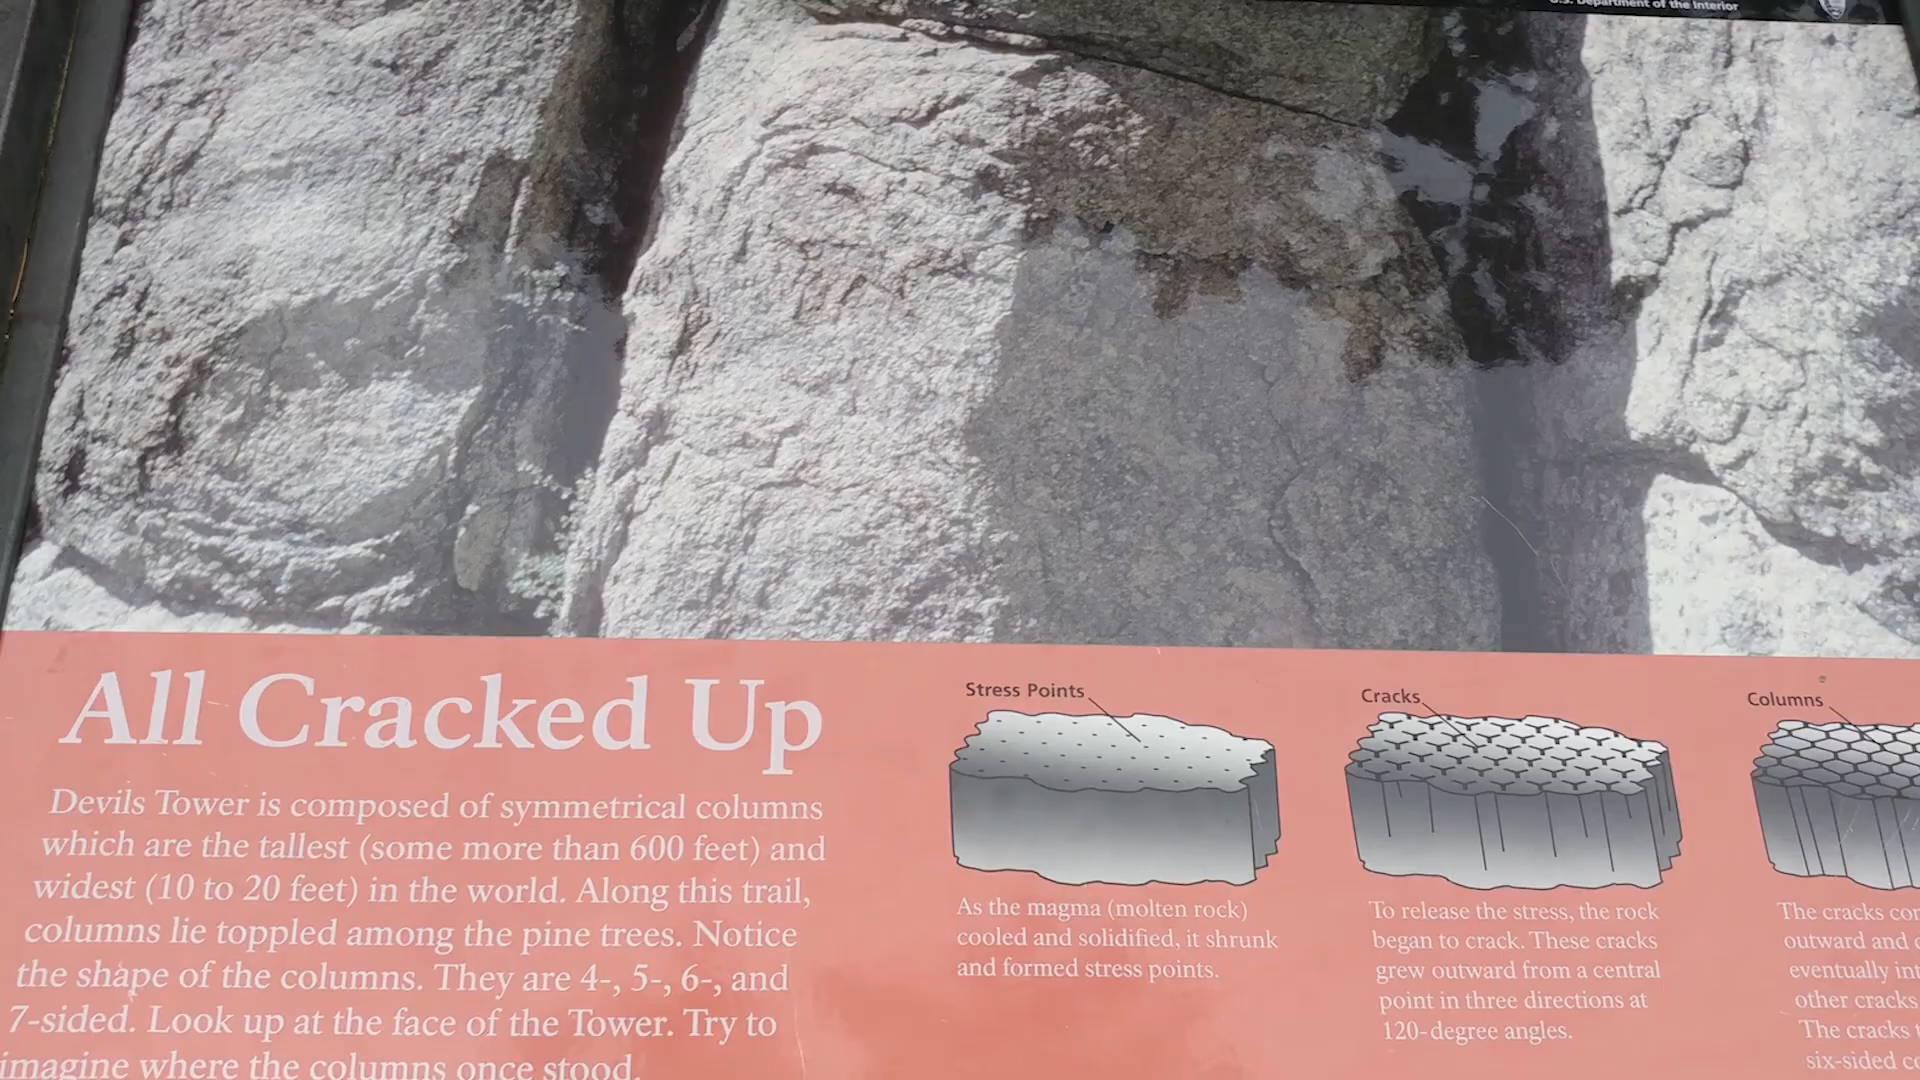 U.S. Department of the Interior
All Cracked Up
Devils Tower is composed of symmetrical columns
which are the tallest (some more than 600 feet) and
widest (10 to 20 feet) in the world. Along this trail,
columns lie toppled among the pine trees. Notice
the shape of the columns. They are 4-, 5-, 6-, and
7-sided. Look up at the face of the Tower. Try to
imagine where the columns once stood.
Stress Points
As the magma (molten rock)
cooled and solidified, it shrunk
and formed stress points.
Cracks
To release the stress, the rock
began to crack. These cracks
grew outward from a central
point in three directions at
120-degree angles.
Columns
The cracks
outward and
eventually
other cracks
The cracks
six-sided